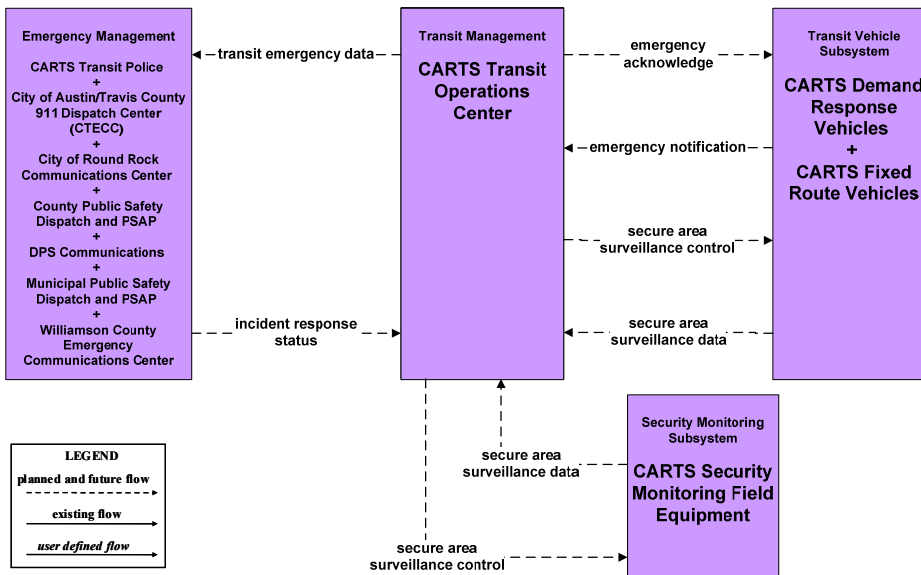 Emergency Management
CARTS Transit Police
+
City of Austin/Travis County
911 Dispatch Center
(CTECC)
+
City of Round Rock
Communications Center
+
County Public Safety
Dispatch and PSAP
+
DPS Communications
+
Municipal Public Safety
Dispatch and PSAP
+
Williamson County
Emergency
Communications Center
transit emergency data
incident response
status
Transit Management
CARTS Transit
Operations
Center
emergency
acknowledge
emergency notification
secure area
surveillance control
secure area
surveillance data
Transit Vehicle
Subsystem
CARTS Demand
Response
Vehicles
+
CARTS Fixed
Route Vehicles
secure area
surveillance data
secure area
surveillance control
Security Monitoring
Subsystem
CARTS Security
Monitoring Field
Equipment
LEGEND
planned and future flow
existing flow
user defined flow